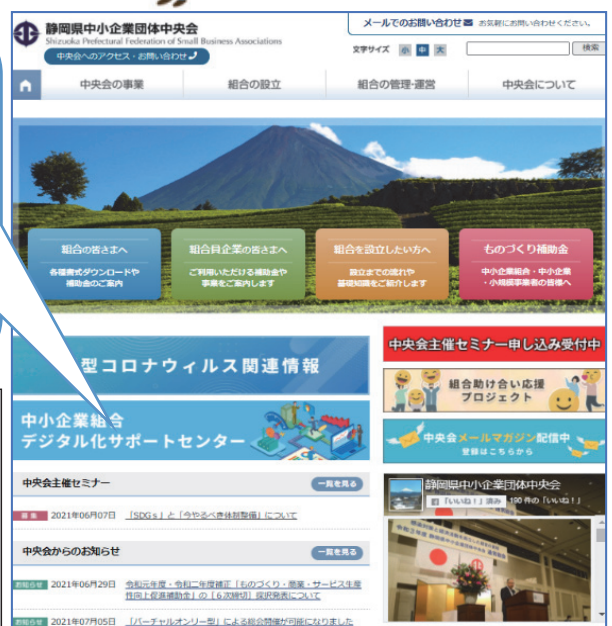 静岡県中小企業団体中央会
Shizuoka Prefectural Federation of Small Business Associations
中央会へのアクセス・お問い合わせ
メールでのお問い合わせ お気軽にお問い合わせください。
文字サイズ 小 中 大 検索
中央会の事業 組合の設立 組合の管理・運営 中央会について
組合の皆さまへ
各種書式ダウンロードや
補助金のご案内
組合員企業の皆さまへ
ご利用いただける補助金や
事業をご案内します
組合を設立したい方へ
設立までの流れや
基礎知識をご紹介します
ものづくり補助金
中小企業組合・中小企業
・小規模事業者の皆様へ
型コロナウィルス関連情報
中央会主催セミナー申し込み受付中
組合助け合い応援
プロジェクト
中小企業組合
デジタル化サポートセンター
中央会メールマガジン配信中
登録はこちらから
中央会主催セミナー 一覧を見る
募集 2021年06月07日 「SDGs」と「今やるべき体制整備」について
中央会からのお知らせ 一覧を見る
お知らせ 2021年06月29日 令和元年度・令和二年度補正「ものづくり・商業・サービス生産
性向上促進補助金」の「6次締切」採択発表について
お知らせ 2021年07月05日 「バーチャルオンリー型」による総会開催が可能になりました
静岡県中小企業団体中央会
「いいね！」済み 190 件の「いいね！」